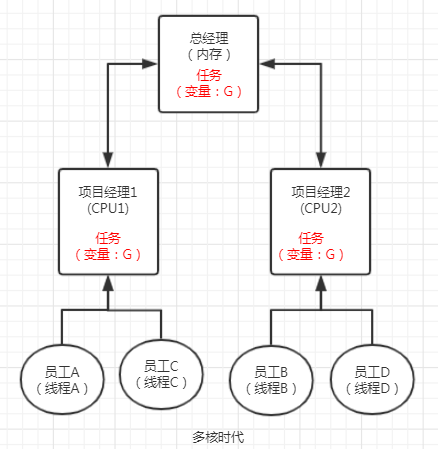 总经理
（内存）
任务
（变量：G）
项目经理1
(CPU1)
任务
（变量：G）
项目经理2
(CPU2)
任务
（变量：G）
员工A
（线程A）
员工C
（线程C）
员工B
（线程B）
员工D
（线程D）
多核时代